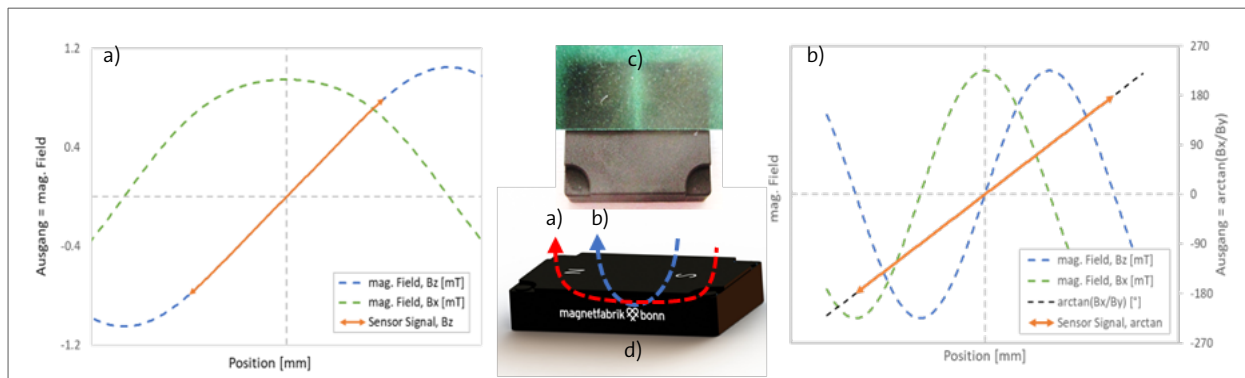 a)
1.2
0.4
-0.4
-1.2
Ausgang = mag. Field
Position [mm]
mag. Field, Bz [mT]
mag. Field, Bx [mT]
Sensor Signal, Bz
c)
a)
b)
N
S
magnetfabrik bonn
d)
b)
270
180
90
0
-90
-180
-270
mag. Field
Ausgang = arctan(Bx/By)
Position [mm]
mag. Field, Bz [mT]
mag. Field, Bx [mT]
arctan(Bx/By) [°]
Sensor Signal, arctan